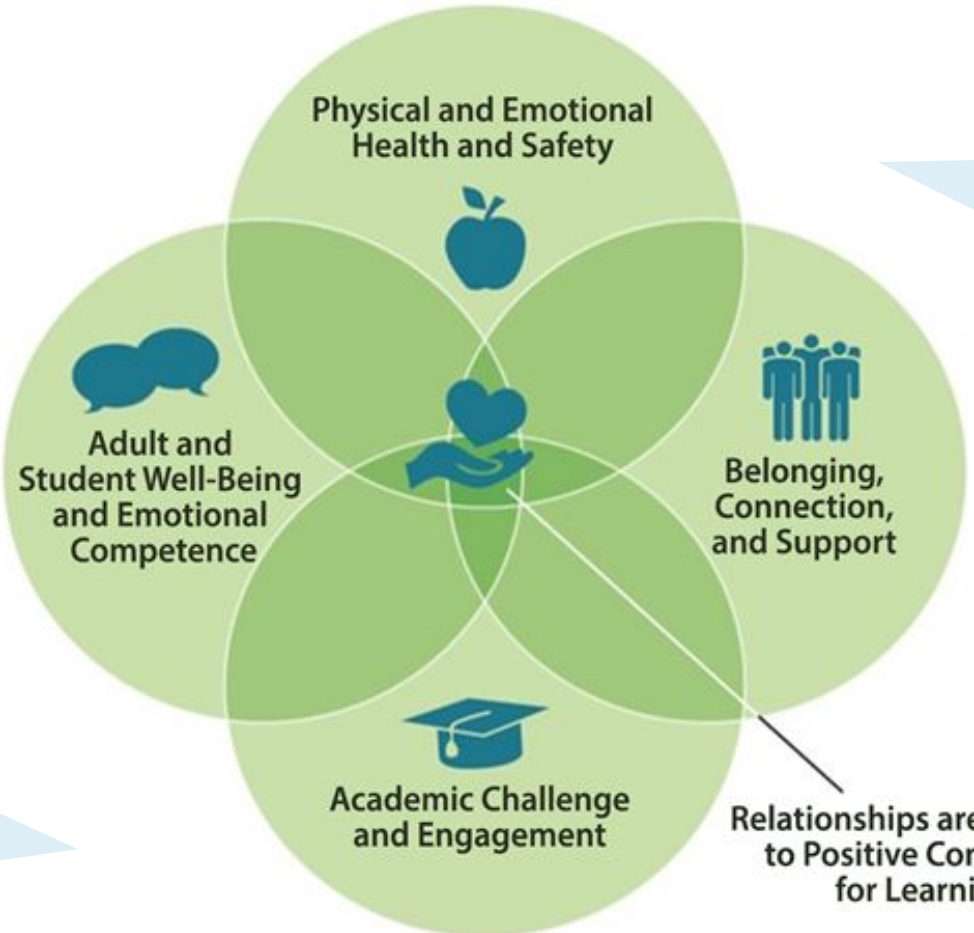 Physical and Emotional
Health and Safety
Adult and
Student Well-Being
and Emotional
Competence
Belonging,
Connection,
and Support
Academic Challenge
and Engagement
Relationships are
to Positive
for